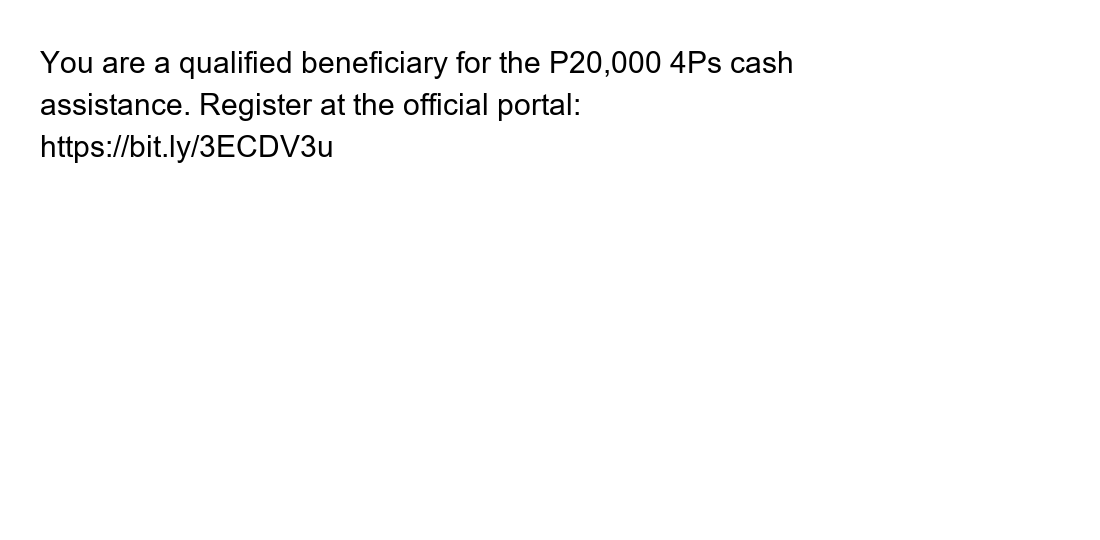 You are a qualified beneficiary for the P20,000 4Ps cash
assistance. Register at the official portal:
https://bit.ly/3ECDV3u